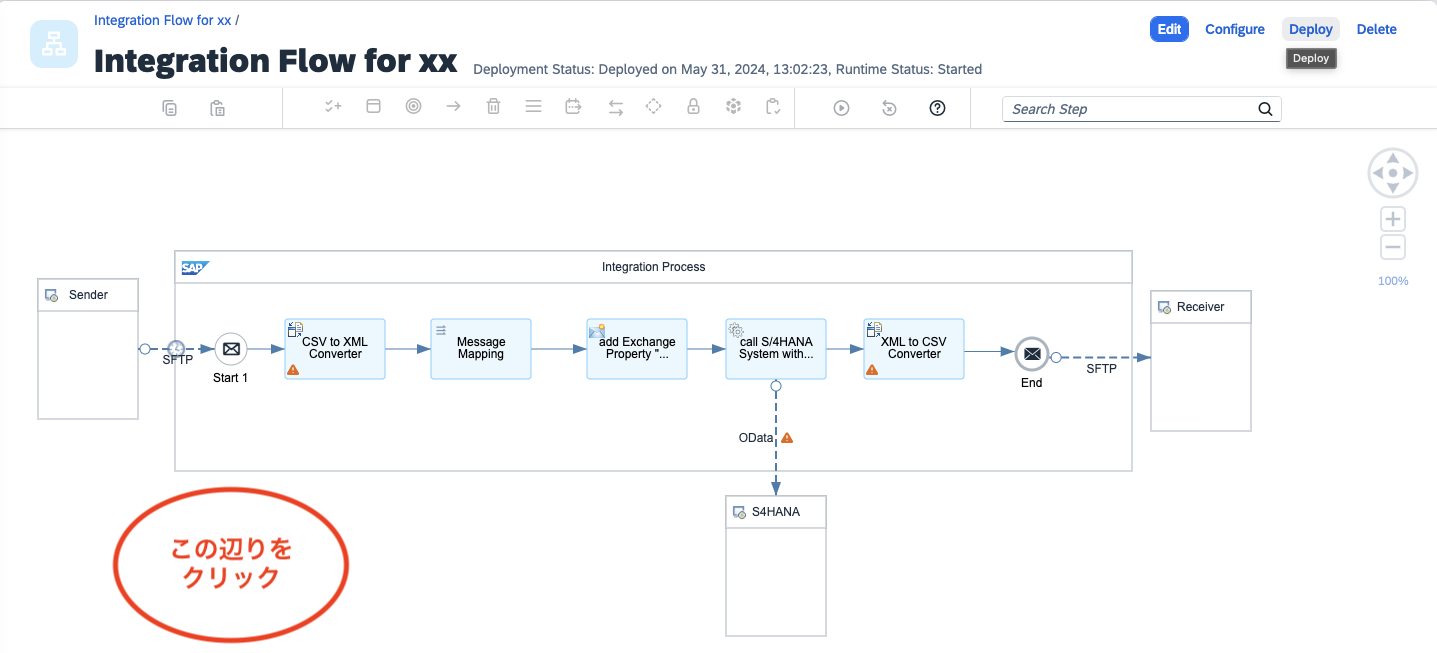 Integration Flow for xx /
Integration Flow for xx
Deployment Status: Deployed on May 31, 2024, 13:02:23, Runtime Status: Started
Edit
Configure
Deploy
Delete
Deploy
Search Step
100%
SAP
Integration Process
Sender
SFTP
Start 1
CSV to XML
Converter
Message
Mapping
add Exchange
Property "...
call S/4HANA
System with...
XML to CSV
Converter
End
SFTP
Receiver
OData
S4HANA
この辺りを
クリック